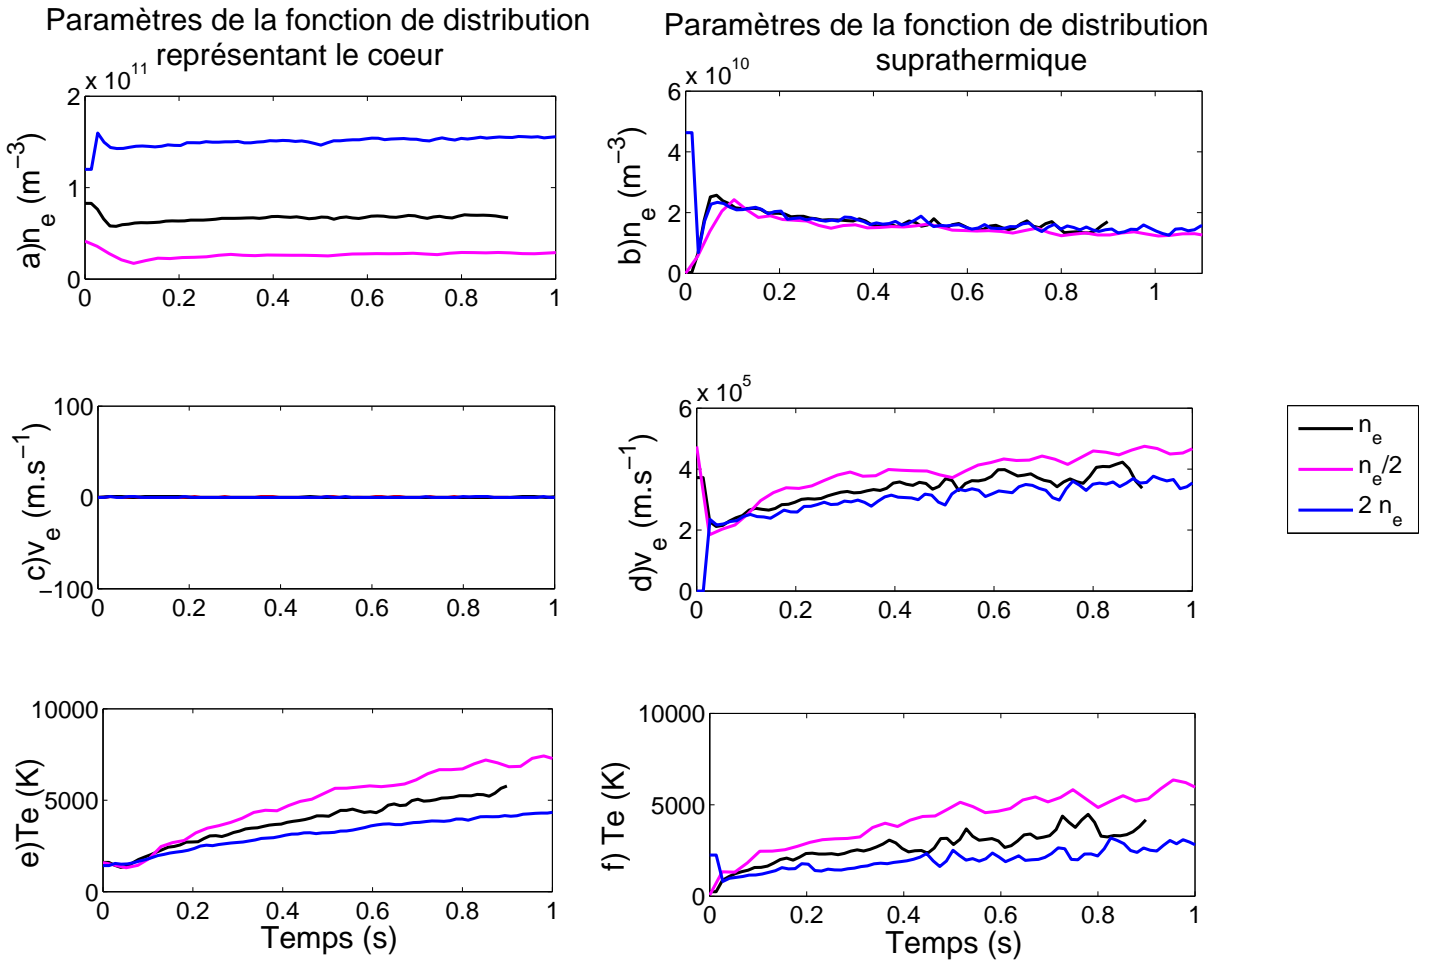 Paramètres de la fonction de distribution
représentant le coeur
Paramètres de la fonction de distribution
suprathermique
x 10^11
a)n_e (m^−3)
2
1
0
0 0.2 0.4 0.6 0.8 1
x 10^10
b)n_e (m^−3)
6
4
2
0
0 0.2 0.4 0.6 0.8 1
c)v_e (m.s^−1)
100
0
−100
0 0.2 0.4 0.6 0.8 1
x 10^5
d)v_e (m.s^−1)
6
4
2
0
0 0.2 0.4 0.6 0.8 1
n_e
n_e/2
2 n_e
e)Te (K)
10000
5000
0
0 0.2 0.4 0.6 0.8 1
Temps (s)
f) Te (K)
10000
5000
0
0 0.2 0.4 0.6 0.8 1
Temps (s)